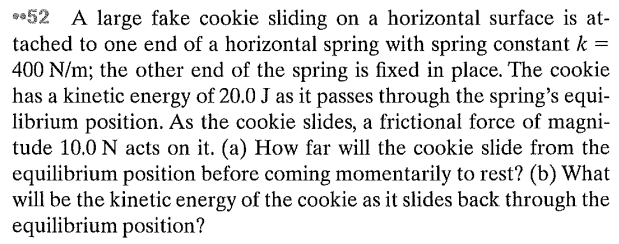 ••52 A large fake cookie sliding on a horizontal surface is at-
tached to one end of a horizontal spring with spring constant k =
400 N/m; the other end of the spring is fixed in place. The cookie
has a kinetic energy of 20.0 J as it passes through the spring's equi-
librium position. As the cookie slides, a frictional force of magni-
tude 10.0 N acts on it. (a) How far will the cookie slide from the
equilibrium position before coming momentarily to rest? (b) What
will be the kinetic energy of the cookie as it slides back through the
equilibrium position?